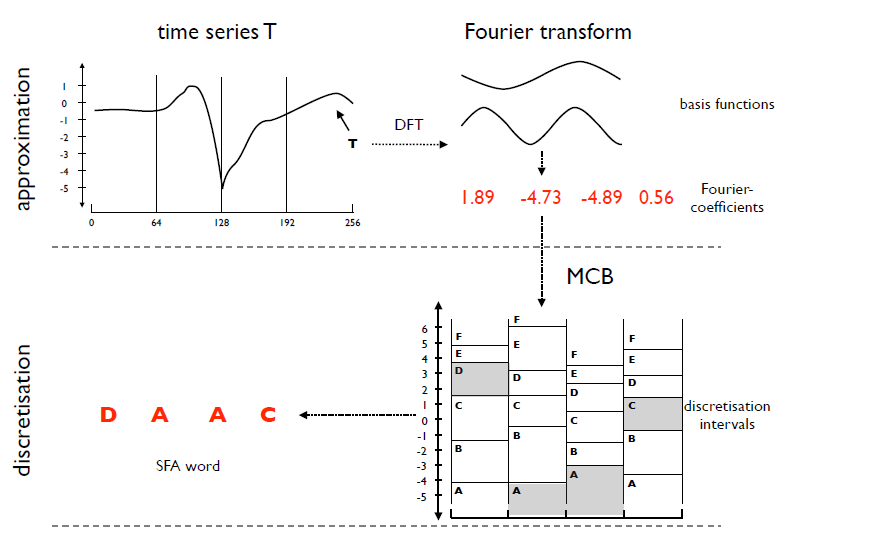 time series T
Fourier transform
approximation
1
0
-1
-2
-3
-4
-5
T
0 64 128 192 256
DFT
basis functions
1.89 -4.73 -4.89 0.56
Fourier-
coefficients
MCB
discretisation
D A A C
SFA word
6
5
4
3
2
1
0
-1
-2
-3
-4
-5
F
E
D
C
B
A
F
E
D
C
B
A
F
E
D
C
B
A
F
E
D
C
B
A
discretisation
intervals